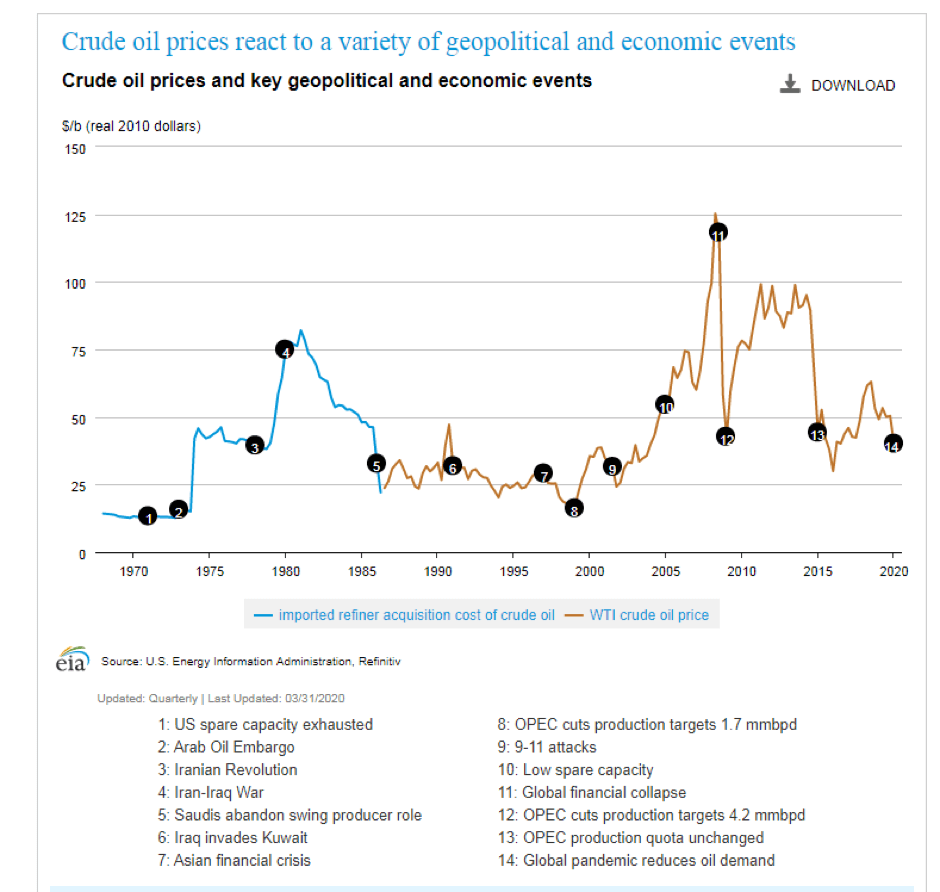 Crude oil prices react to a variety of geopolitical and economic events
Crude oil prices and key geopolitical and economic events
DOWNLOAD
$/b (real 2010 dollars)
150
125
100
75
50
25
0
1
2
3
4
5
6
7
8
9
10
11
12
13
14
1970 1975 1980 1985 1990 1995 2000 2005 2010 2015 2020
imported refiner acquisition cost of crude oil WTI crude oil price
eia Source: U.S. Energy Information Administration, Refinitiv
Updated: Quarterly | Last Updated: 03/31/2020
1: US spare capacity exhausted
2: Arab Oil Embargo
3: Iranian Revolution
4: Iran-Iraq War
5: Saudis abandon swing producer role
6: Iraq invades Kuwait
7: Asian financial crisis
8: OPEC cuts production targets 1.7 mmbpd
9: 9-11 attacks
10: Low spare capacity
11: Global financial collapse
12: OPEC cuts production targets 4.2 mmbpd
13: OPEC production quota unchanged
14: Global pandemic reduces oil demand